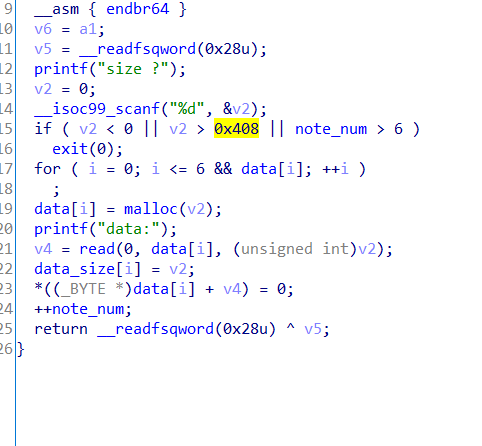 9 __asm { endbr64 }
10 v6 = a1;
11 v5 = __readfsqword(0x28u);
12 printf("size ?");
13 v2 = 0;
14 __isoc99_scanf("%d", &v2);
15 if ( v2 < 0 || v2 > 0x408 || note_num > 6 )
16 exit(0);
17 for ( i = 0; i <= 6 && data[i]; ++i )
18 ;
19 data[i] = malloc(v2);
20 printf("data:");
21 v4 = read(0, data[i], (unsigned int)v2);
22 data_size[i] = v2;
23 *((_BYTE *)data[i] + v4) = 0;
24 ++note_num;
25 return __readfsqword(0x28u) ^ v5;
26 }